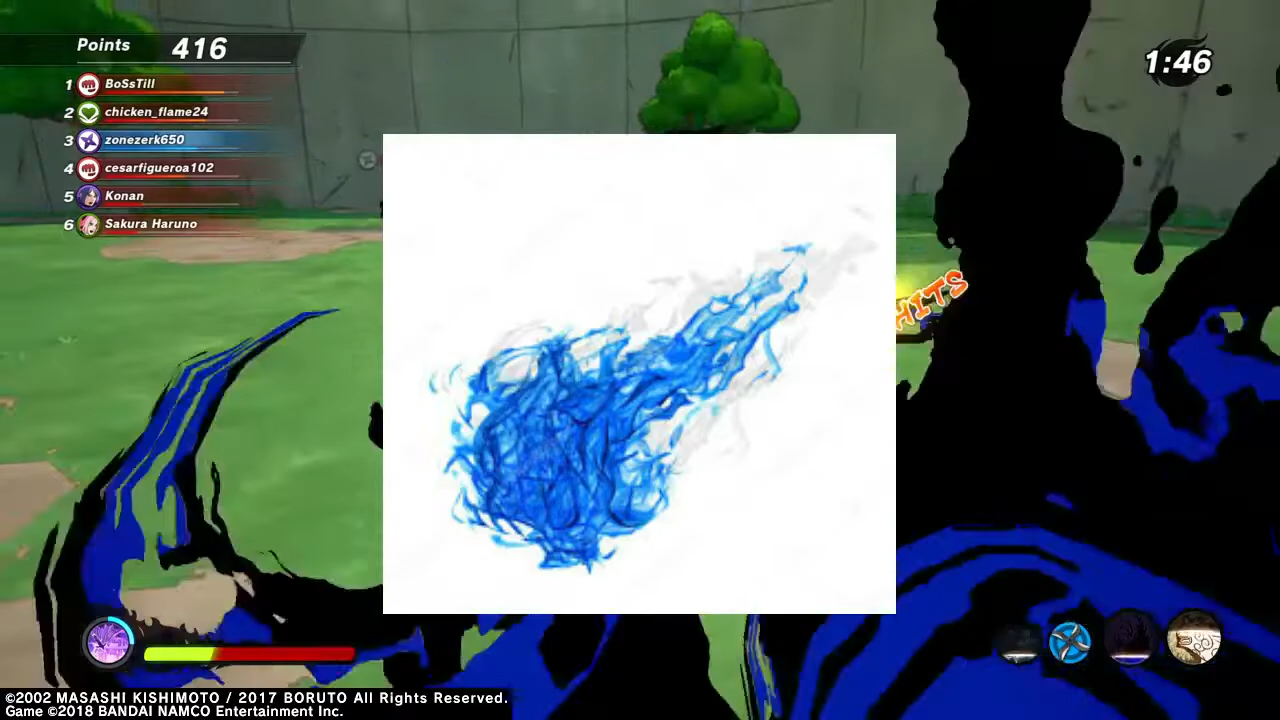 Points 416
1:46
1 BoSsTill
2 chicken_flame24
3 zonezerk650
4 cesarfigueroa102
5 Konan
6 Sakura Haruno
HITS
©2002 MASASHI KISHIMOTO / 2017 BORUTO All Rights Reserved.
Game ©2018 BANDAI NAMCO Entertainment Inc.